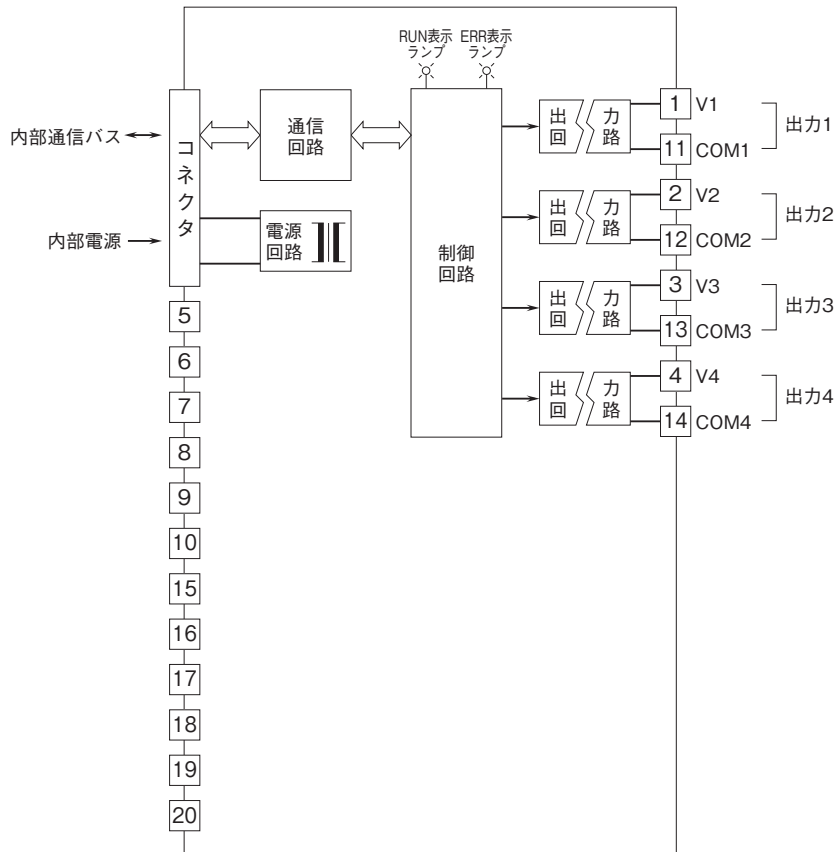 RUN表示
ランプ
ERR表示
ランプ
内部通信バス
コネクタ
通信
回路
内部電源
電源
回路
制御
回路
出力
回路
1 V1
11 COM1
出力1
出力
回路
2 V2
12 COM2
出力2
出力
回路
3 V3
13 COM3
出力3
出力
回路
4 V4
14 COM4
出力4
5
6
7
8
9
10
15
16
17
18
19
20